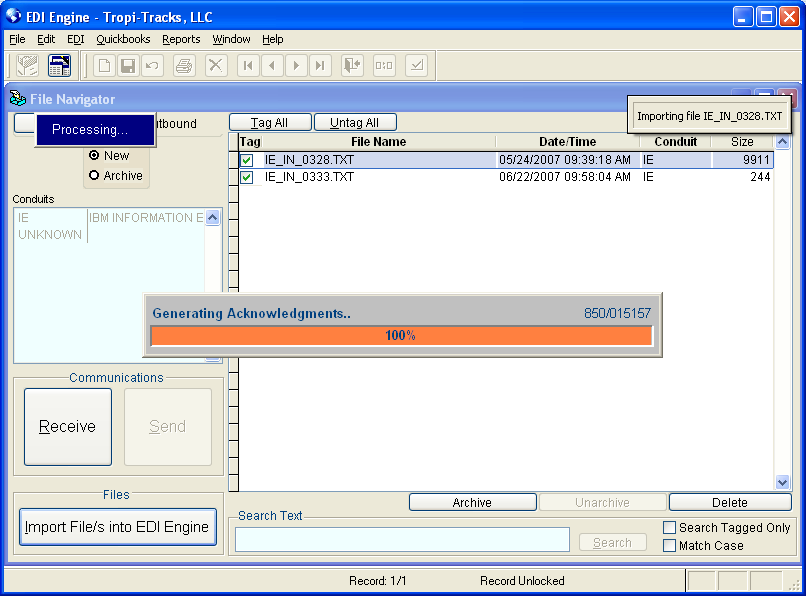 EDI Engine - Tropi-Tracks, LLC
File Edit EDI Quickbooks Reports Window Help
File Navigator
Importing file IE_IN_0328.TXT
Processing...
Tag All Untag All
New
Archive
Tag File Name Date/Time Conduit Size
IE_IN_0328.TXT 05/24/2007 09:39:18 AM IE 9911
IE_IN_0333.TXT 06/22/2007 09:58:04 AM IE 244
Conduits
IE IBM INFORMATION E
UNKNOWN
Generating Acknowledgments.. 850/015157
100%
Communications
Receive Send
Files
Import File/s into EDI Engine
Archive Unarchive Delete
Search Text
Search
Search Tagged Only
Match Case
Record: 1/1 Record Unlocked